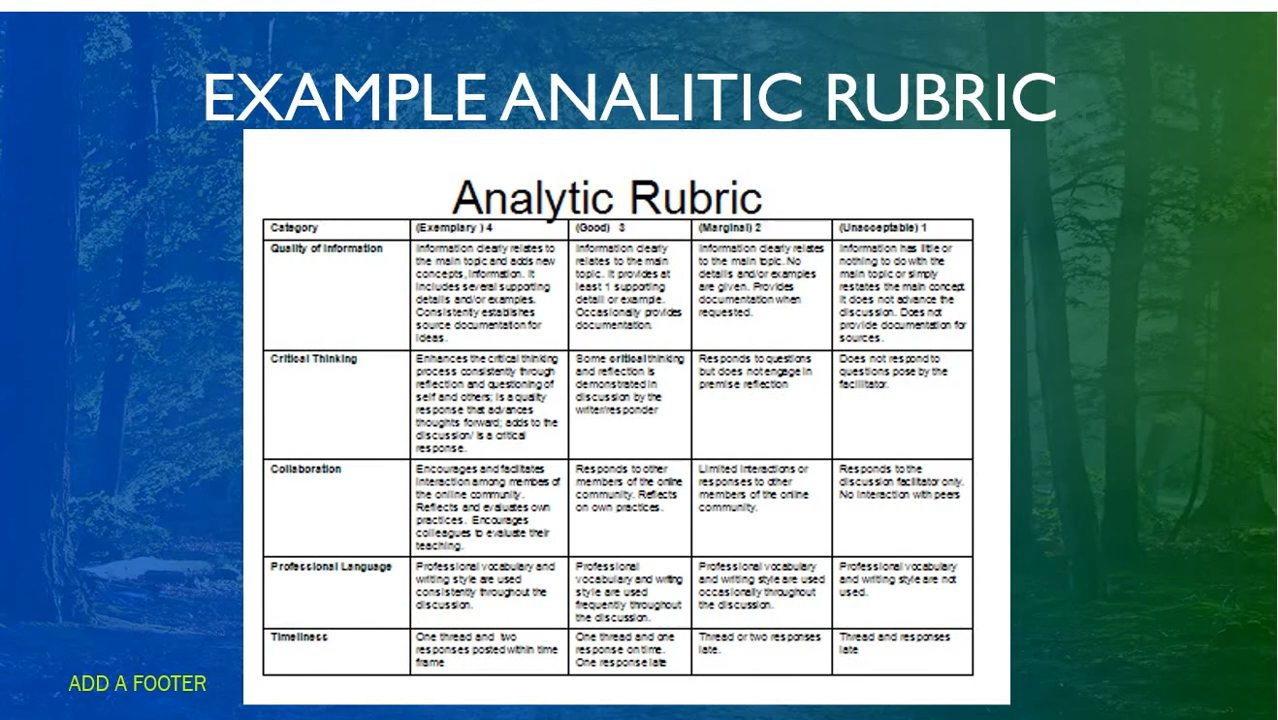 EXAMPLE ANALITIC RUBRIC
Analytic Rubric
Category
(Exemplary ) 4
(Good) 3
(Marginal) 2
(Unacceptable) 1
Quality of Information
Information clearly relates to
the main topic and adds new
concepts, information. It
includes several supporting
details and/or examples.
Consistently establishes
source documentation for
ideas.
Information clearly
relates to the main
topic. It provides at
least 1 supporting
detail or example.
Occasionally provides
documentation.
Information clearly relates
to the main topic. No
details and/or examples
are given. Provides
documentation when
requested.
Information has little or
nothing to do with the
main topic or simply
restates the main concept.
It does not advance the
discussion. Does not
provide documentation for
sources.
Critical Thinking
Enhances the critical thinking
process consistently through
reflection and questioning of
self and others; is a quality
response that advances
thoughts forward; adds to the
discussion/ is a critical
response.
Some critical thinking
and reflection is
demonstrated in
discussion by the
writer/responder
Responds to questions
but does not engage in
premise reflection
Does not respond to
questions pose by the
facilitator.
Collaboration
Encourages and facilitates
interaction among members of
the online community.
Reflects and evaluates own
practices. Encourages
colleagues to evaluate their
teaching.
Responds to other
members of the online
community. Reflects
on own practices.
Limited interactions or
responses to other
members of the online
community.
Responds to the
discussion facilitator only.
No interaction with peers
Professional Language
Professional vocabulary and
writing style are used
consistently throughout the
discussion.
Professional
vocabulary and writing
style are used
frequently throughout
the discussion.
Professional vocabulary
and writing style are used
occasionally throughout
the discussion.
Professional vocabulary
and writing style are not
used.
Timeliness
One thread and two
responses posted within time
frame
One thread and one
response on time.
One response late
Thread or two responses
late.
Thread and responses
late
ADD A FOOTER